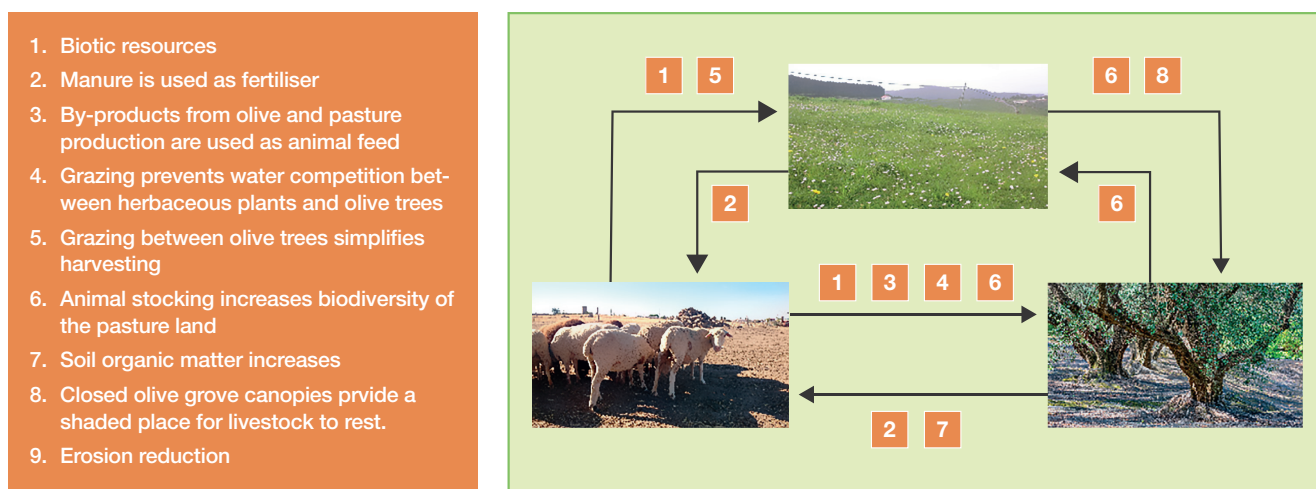 1. Biotic resources
2. Manure is used as fertiliser
3. By-products from olive and pasture
production are used as animal feed
4. Grazing prevents water competition bet-
ween herbaceous plants and olive trees
5. Grazing between olive trees simplifies
harvesting
6. Animal stocking increases biodiversity of
the pasture land
7. Soil organic matter increases
8. Closed olive grove canopies prvide a
shaded place for livestock to rest.
9. Erosion reduction
1 5
6 8
2
6
1 3 4 6
2 7